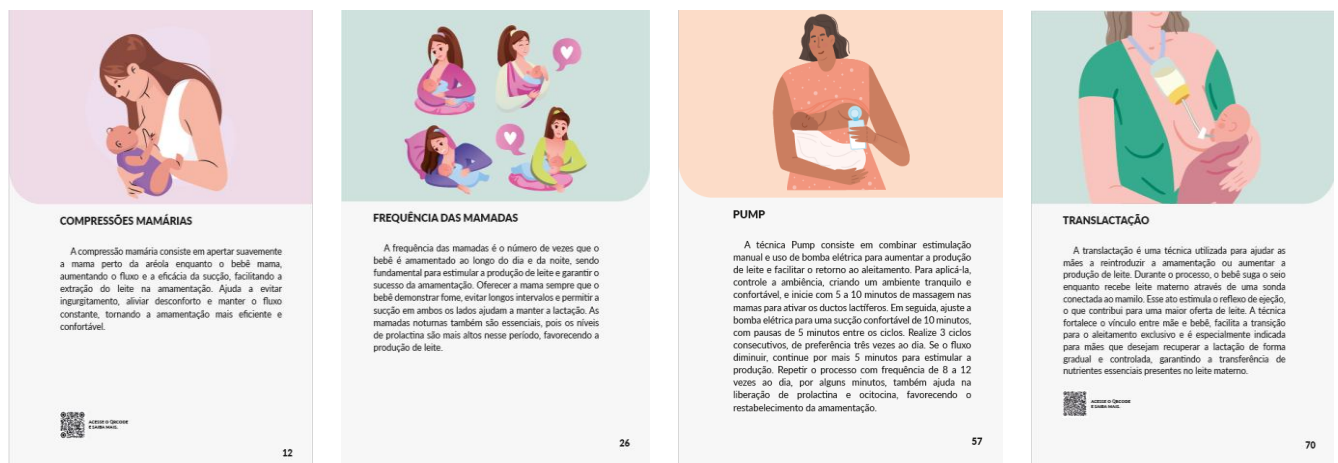 COMPRESSÕES MAMÁRIAS
A compressão mamária consiste em apertar suavemente
a mama perto da aréola enquanto o bebê mama,
aumentando o fluxo e a eficácia da sucção, facilitando a
extração do leite na amamentação. Ajuda a evitar
ingurgitamento, aliviar desconforto e manter o fluxo
constante, tornando a amamentação mais eficiente e
confortável.
ACESSE O QRCODE
E SAIBA MAIS.
12
FREQUÊNCIA DAS MAMADAS
A frequência das mamadas é o número de vezes que o
bebê é amamentado ao longo do dia e da noite, sendo
fundamental para estimular a produção de leite e garantir o
sucesso da amamentação. Oferecer a mama sempre que o
bebê demonstrar fome, evitar longos intervalos e permitir a
sucção em ambos os lados ajudam a manter a lactação. As
mamadas noturnas também são essenciais, pois os níveis
de prolactina são mais altos nesse período, favorecendo a
produção de leite.
26
PUMP
A técnica Pump consiste em combinar estimulação
manual e uso de bomba elétrica para aumentar a produção
de leite e facilitar o retorno ao aleitamento. Para aplicá-la,
controle a ambiência, criando um ambiente tranquilo e
confortável, e inicie com 5 a 10 minutos de massagem nas
mamas para ativar os ductos lactíferos. Em seguida, ajuste a
bomba elétrica para uma sucção confortável de 10 minutos,
com pausas de 5 minutos entre os ciclos. Realize 3 ciclos
consecutivos, de preferência três vezes ao dia. Se o fluxo
diminuir, continue por mais 5 minutos para estimular a
produção. Repetir o processo com frequência de 8 a 12
vezes ao dia, por alguns minutos, também ajuda na
liberação de prolactina e ocitocina, favorecendo o
restabelecimento da amamentação.
57
TRANSLACTAÇÃO
A translactação é uma técnica utilizada para ajudar as
mães a reintroduzir a amamentação ou aumentar a
produção de leite. Durante o processo, o bebê suga o seio
enquanto recebe leite materno através de uma sonda
conectada ao mamilo. Esse ato estimula o reflexo de ejeção,
o que contribui para uma maior oferta de leite. A técnica
fortalece o vínculo entre mãe e bebê, facilita a transição
para o aleitamento exclusivo e é especialmente indicada
para mães que desejam recuperar a lactação de forma
gradual e controlada, garantindo a transferência de
nutrientes essenciais presentes no leite materno.
ACESSE O QRCODE
E SAIBA MAIS.
70